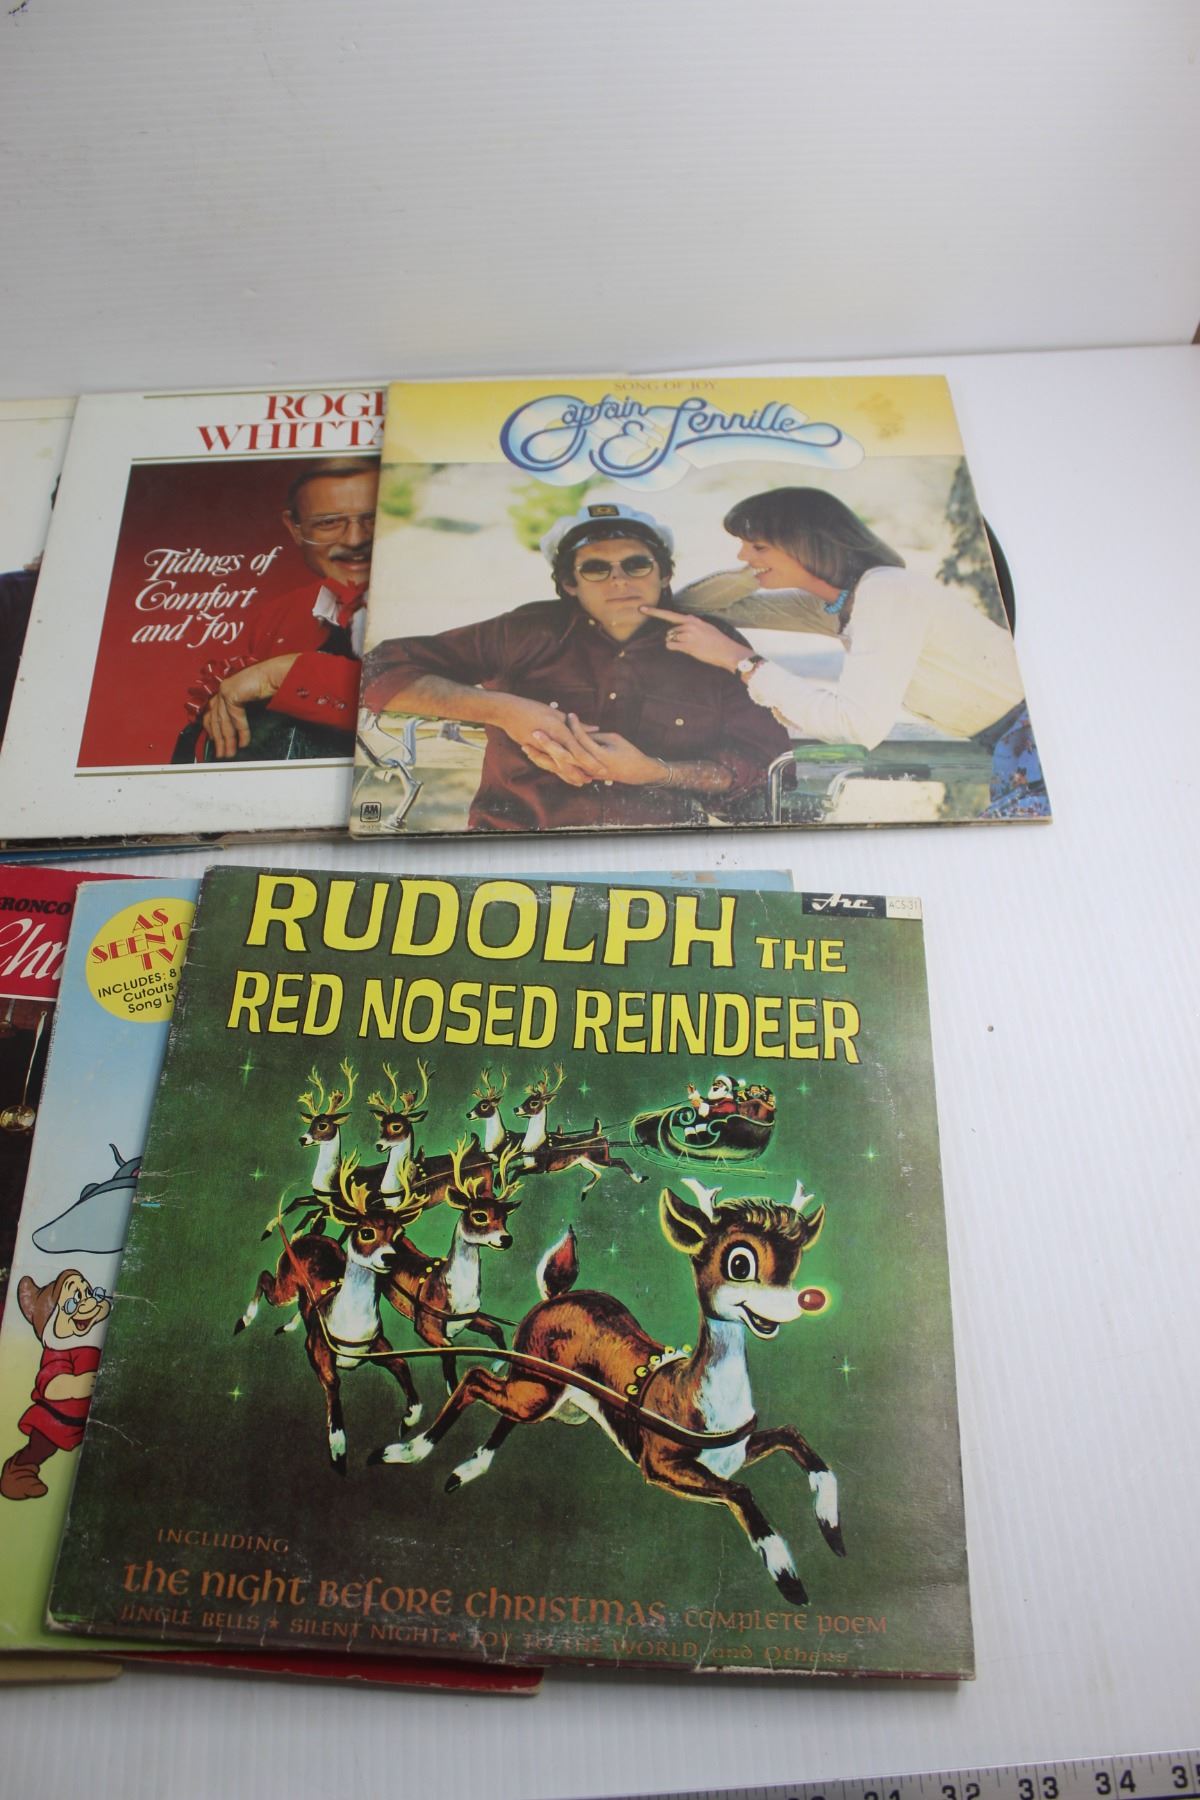 SONG OF JOY
Captain & Tennille
ROG
WHITTA
Tidings of
Comfort
and Joy
A&M
RONCO
AS
SEEN O
TV
INCLUDES: 8
Cutouts
Song Ly
Arc
ACS-31
RUDOLPH THE
RED NOSED REINDEER
INCLUDING
the night Before christmas COMPLETE POEM
JINGLE BELLS ★ SILENT NIGHT ★ JOY TO THE WORLD and Others
32 33 34 35